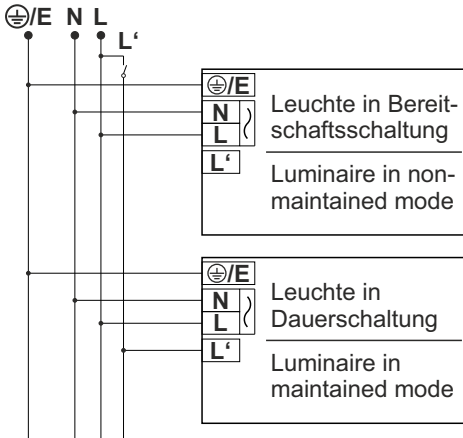 ⏚/E N L
L‘
⏚/E
N
L
L‘
Leuchte in Bereit-
schaftsschaltung
Luminaire in non-
maintained mode
⏚/E
N
L
L‘
Leuchte in
Dauerschaltung
Luminaire in
maintained mode